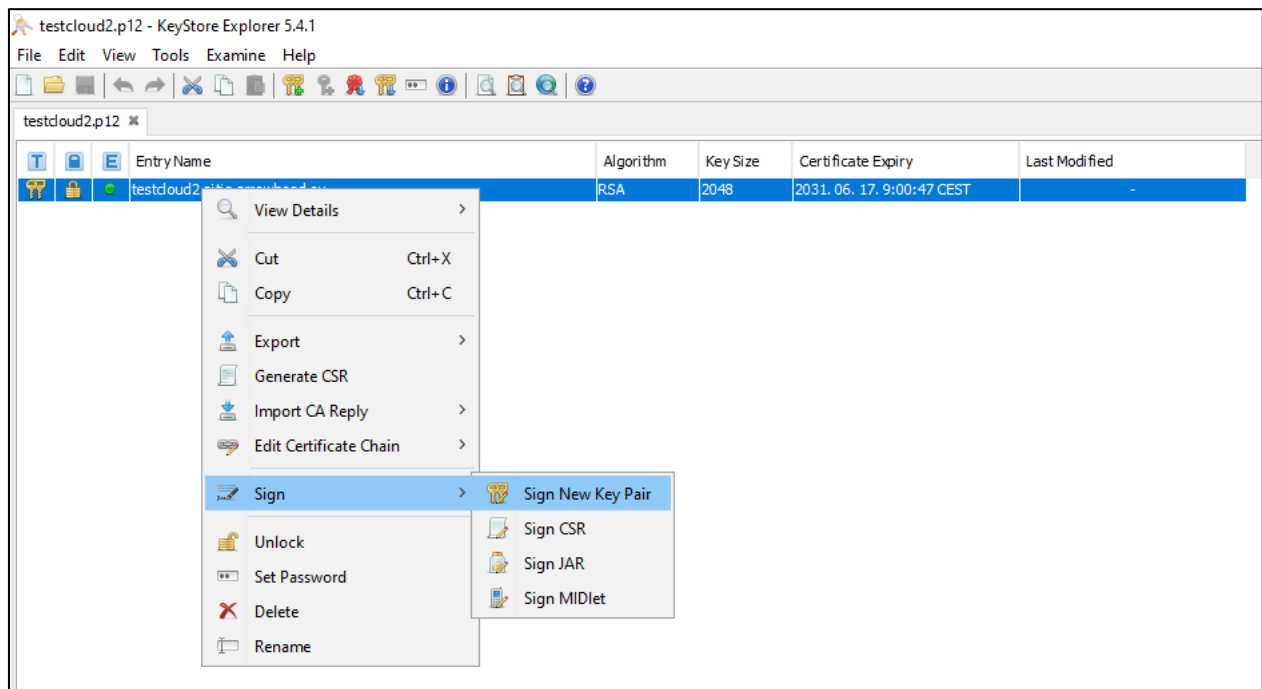 testcloud2.p12 - KeyStore Explorer 5.4.1
File Edit View Tools Examine Help
testcloud2.p12
T E Entry Name Algorithm Key Size Certificate Expiry Last Modified
RSA 2048 2031. 06. 17. 9:00:47 CEST -
View Details
Cut Ctrl+X
Copy Ctrl+C
Export
Generate CSR
Import CA Reply
Edit Certificate Chain
Sign
Sign New Key Pair
Sign CSR
Sign JAR
Sign MIDlet
Unlock
Set Password
Delete
Rename